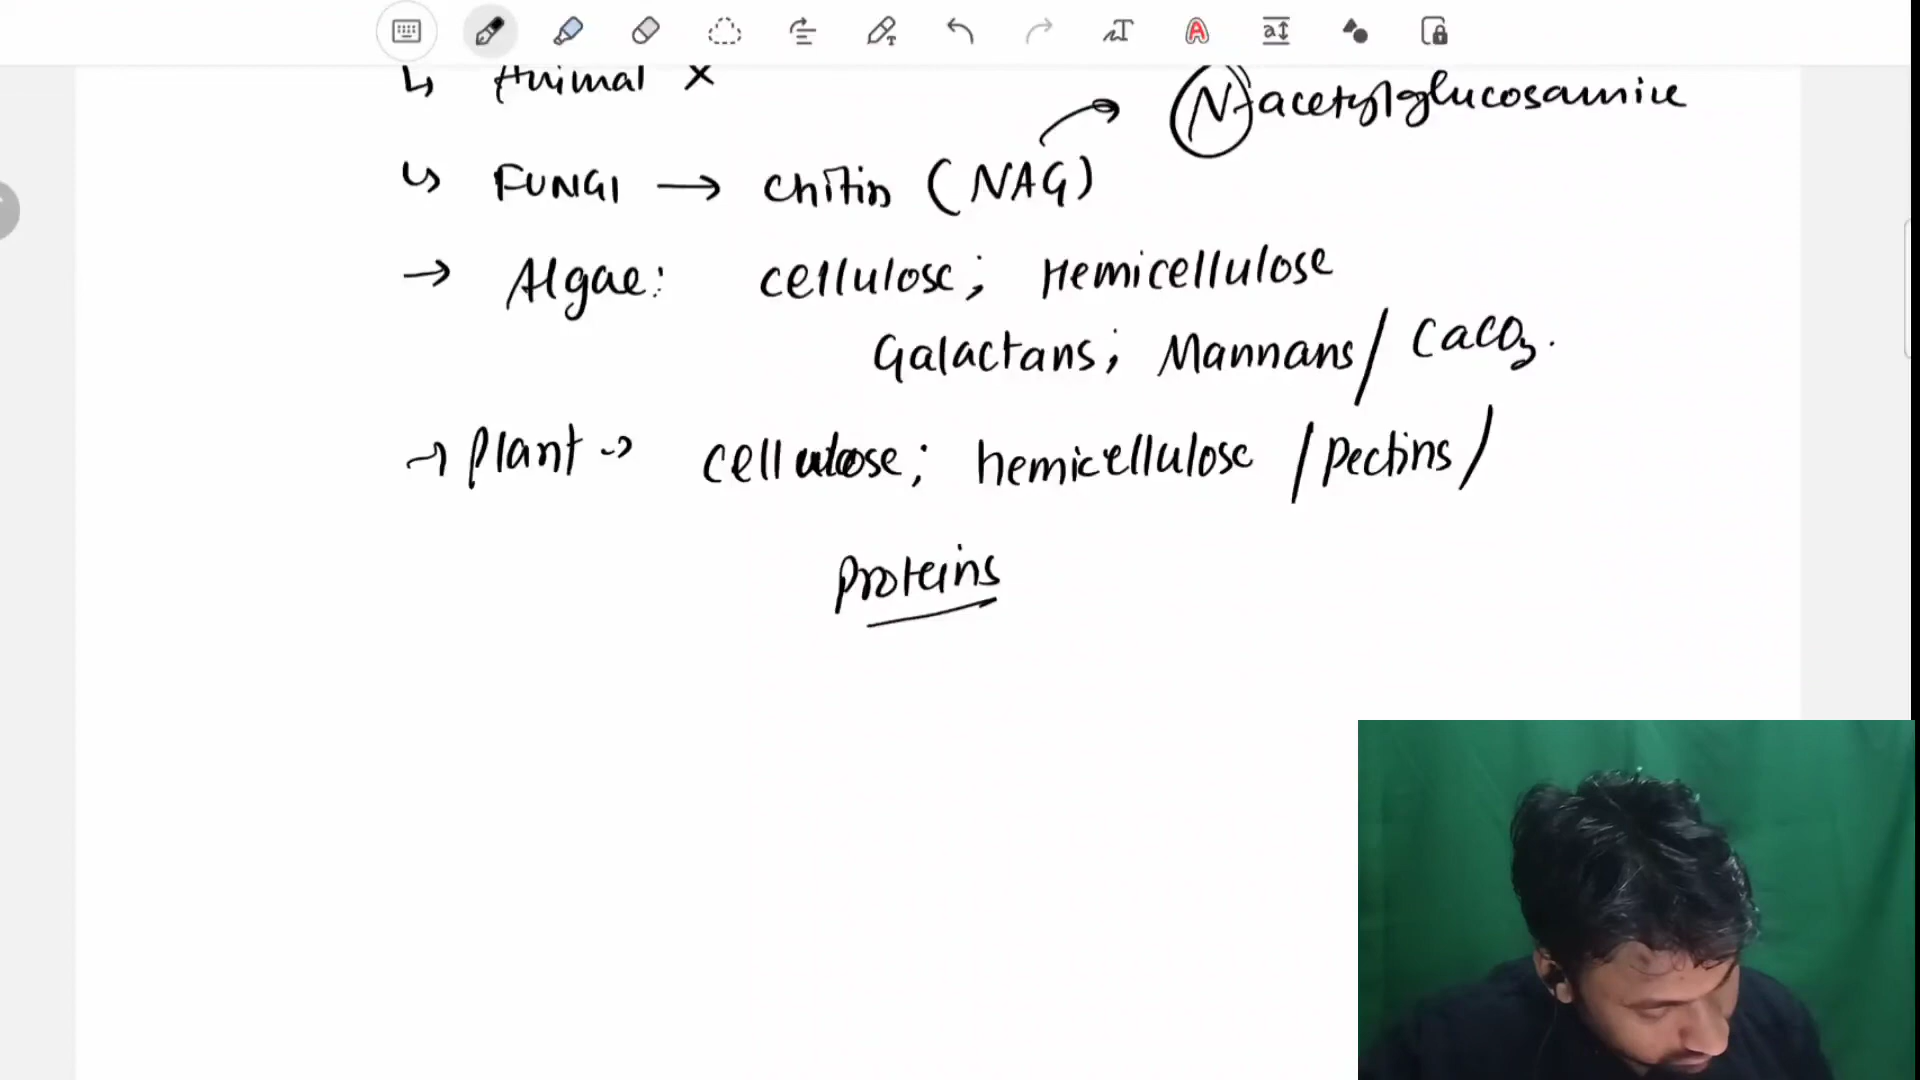 ↳ Animal ×
N-acetylglucosamine
↳ FUNGI → Chitin (NAG)
→ Algae: cellulose; Hemicellulose
Galactans; Mannans/ CaCO3.
→ Plant → cellulose; hemicellulose /Pectins/
Proteins